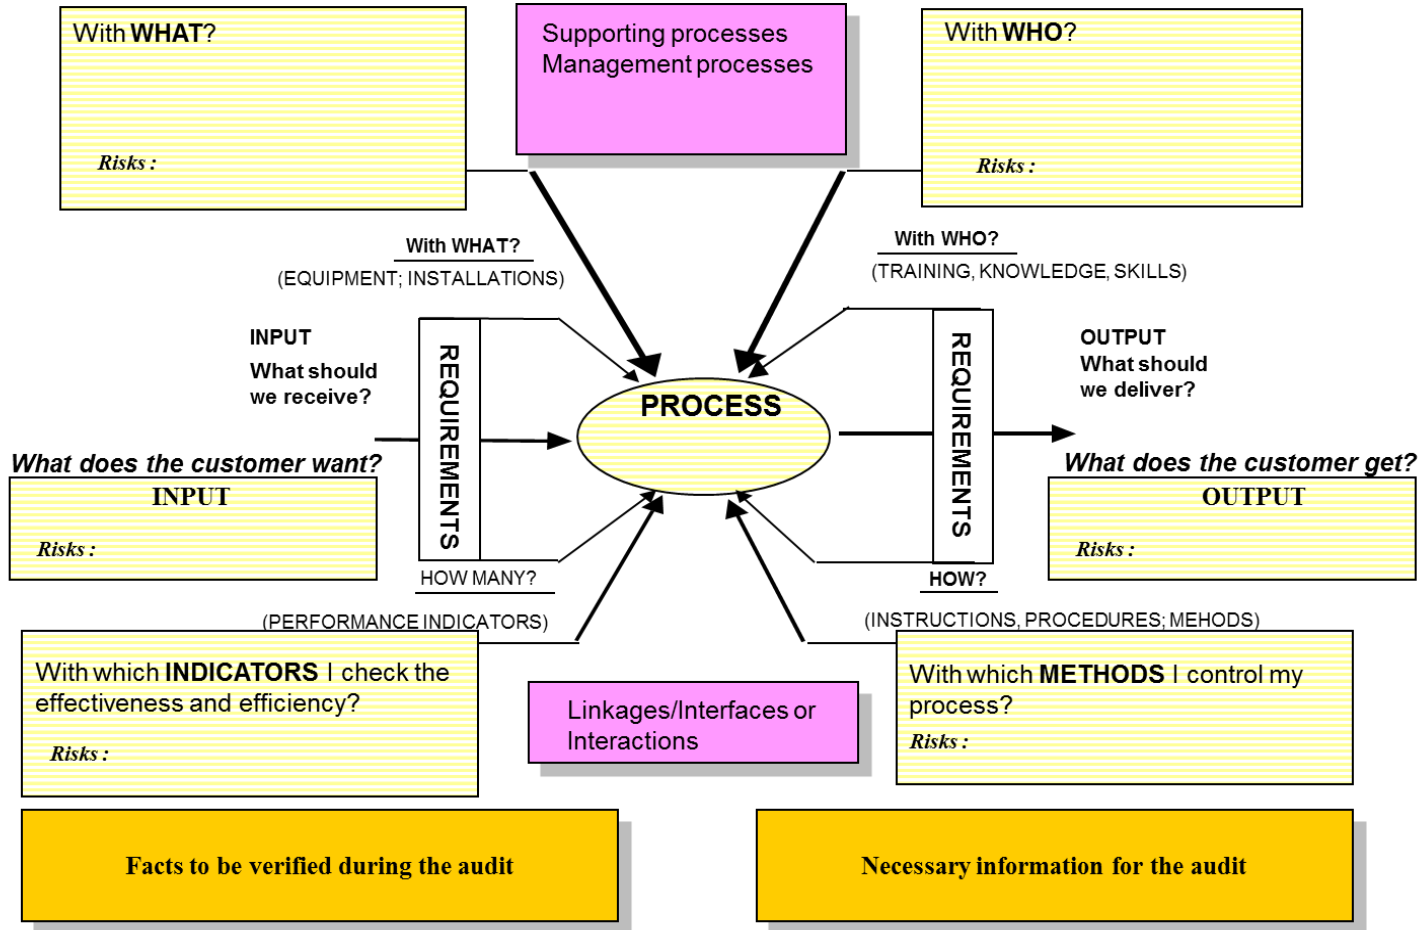 With WHAT?
Risks :
Supporting processes
Management processes
With WHO?
Risks :
With WHAT?
(EQUIPMENT; INSTALLATIONS)
With WHO?
(TRAINING, KNOWLEDGE, SKILLS)
INPUT
What should
we receive?
REQUIREMENTS
PROCESS
REQUIREMENTS
OUTPUT
What should
we deliver?
What does the customer want?
INPUT
Risks :
What does the customer get?
OUTPUT
Risks :
HOW MANY?
(PERFORMANCE INDICATORS)
HOW?
(INSTRUCTIONS, PROCEDURES; MEHODS)
With which INDICATORS I check the
effectiveness and efficiency?
Risks :
Linkages/Interfaces or
Interactions
With which METHODS I control my
process?
Risks :
Facts to be verified during the audit
Necessary information for the audit